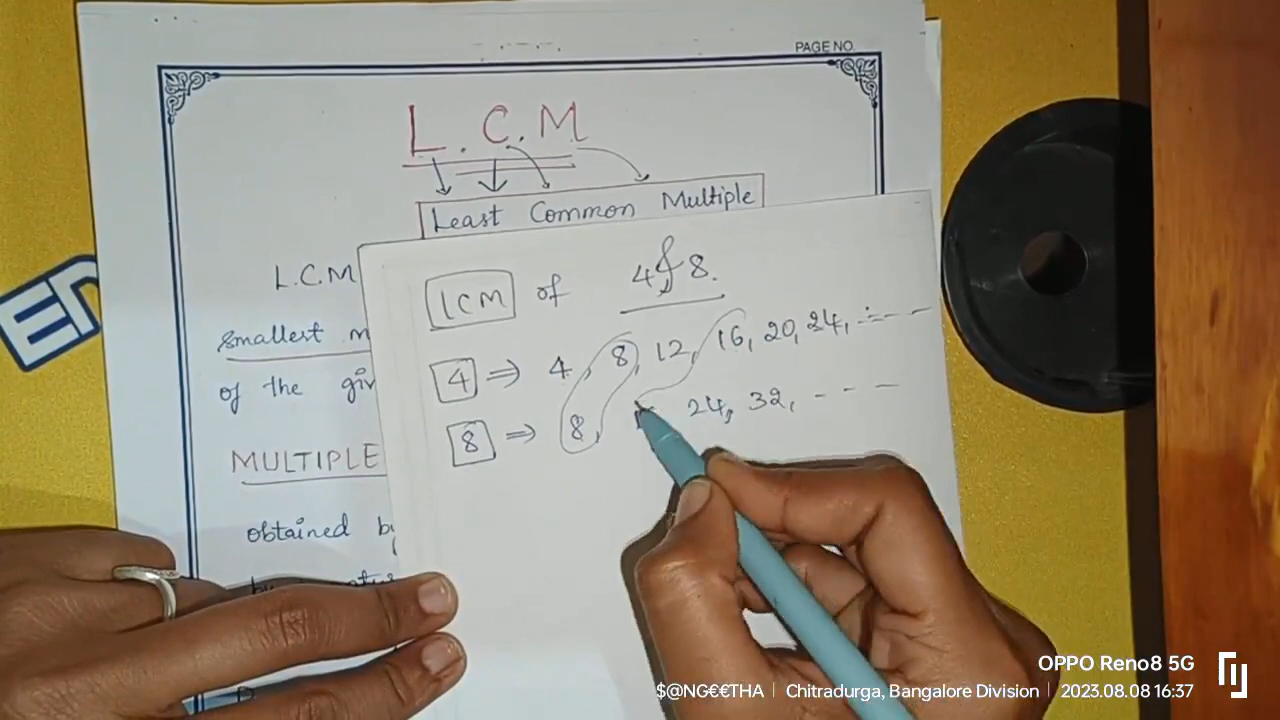 PAGE NO.
L.C.M
Least Common Multiple
L.C.M
smallest
of the
MULTIPLE
obtained
LCM of 4 & 8.
4 ⇒ 4, 8, 12, 16, 20, 24, - - -
8 ⇒ 8, 24, 32, - - -
OPPO Reno8 5G
$@NG€€THA | Chitradurga, Bangalore Division | 2023.08.08 16:37